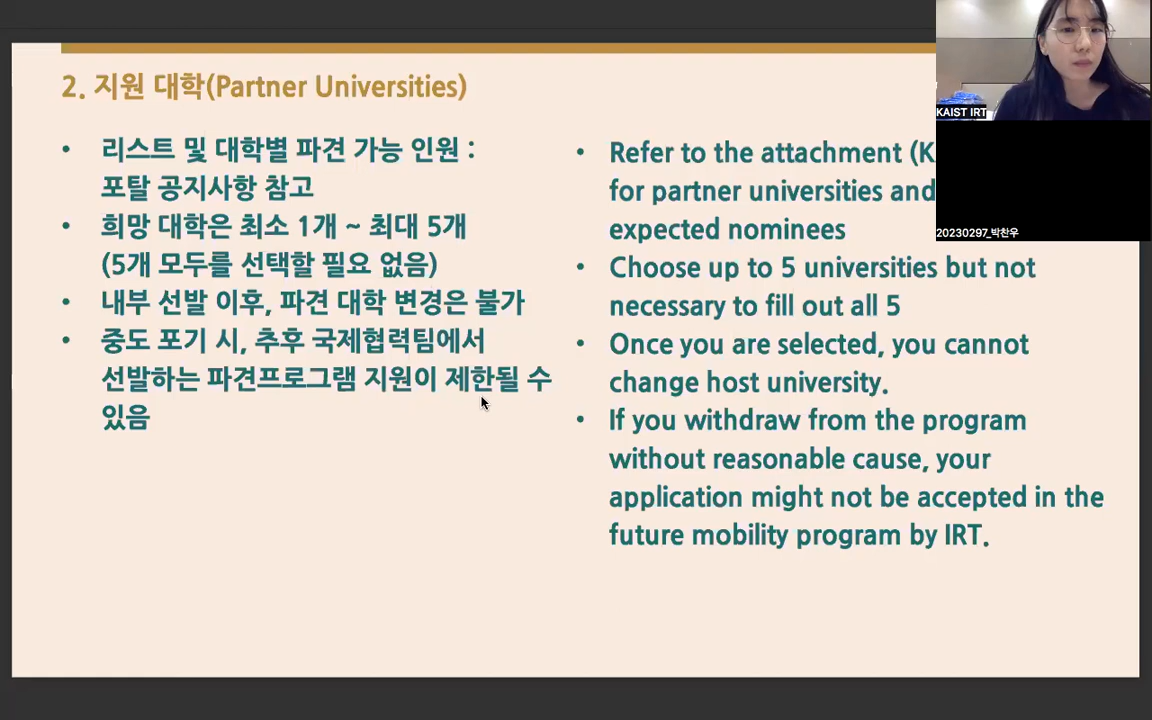 2. 지원 대학(Partner Universities)
• 리스트 및 대학별 파견 가능 인원 :
포탈 공지사항 참고
• 희망 대학은 최소 1개 ~ 최대 5개
(5개 모두를 선택할 필요 없음)
• 내부 선발 이후, 파견 대학 변경은 불가
• 중도 포기 시, 추후 국제협력팀에서
선발하는 파견프로그램 지원이 제한될 수
있음
• Refer to the attachment (K
for partner universities and
expected nominees
• Choose up to 5 universities but not
necessary to fill out all 5
• Once you are selected, you cannot
change host university.
• If you withdraw from the program
without reasonable cause, your
application might not be accepted in the
future mobility program by IRT.
KAIST IRT
20230297_박찬우